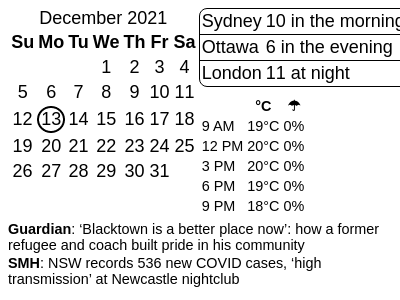 December 2021
Su Mo Tu We Th Fr Sa
1 2 3 4
5 6 7 8 9 10 11
12 13 14 15 16 17 18
19 20 21 22 23 24 25
26 27 28 29 30 31
Sydney 10 in the morning
Ottawa 6 in the evening
London 11 at night
°C ☂
9 AM 19°C 0%
12 PM 20°C 0%
3 PM 20°C 0%
6 PM 19°C 0%
9 PM 18°C 0%
Guardian: ‘Blacktown is a better place now’: how a former
refugee and coach built pride in his community
SMH: NSW records 536 new COVID cases, ‘high
transmission’ at Newcastle nightclub